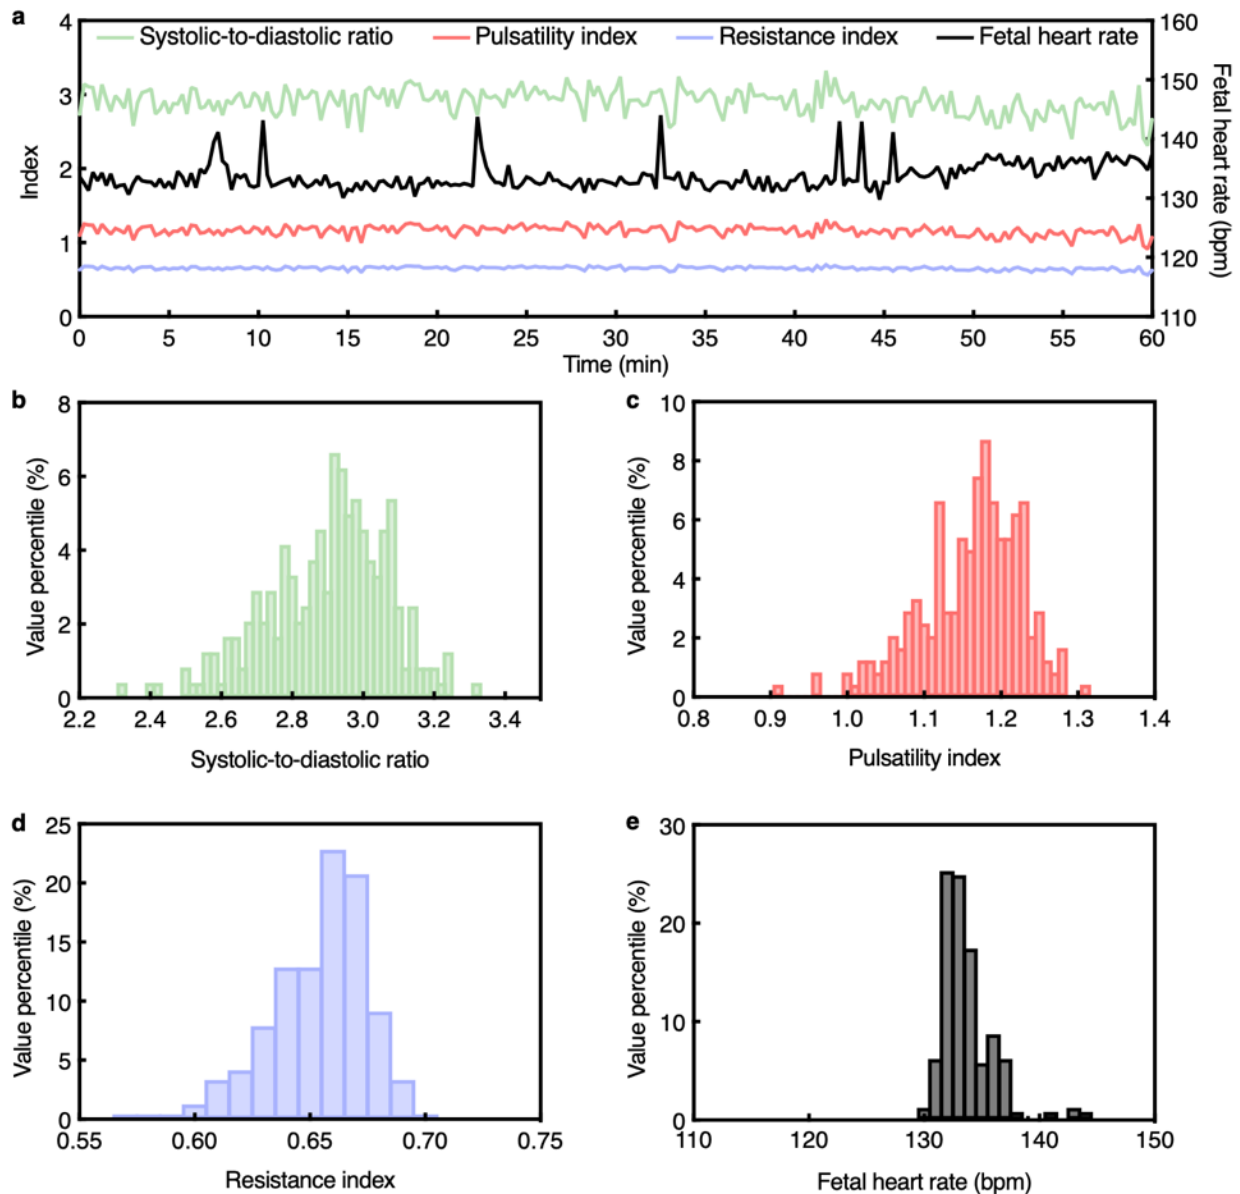 a
4 160
Systolic-to-diastolic ratio Pulsatility index Resistance index Fetal heart rate
3 150
2 140
1 130
120
0 110
Index
Fetal heart rate (bpm)
0 5 10 15 20 25 30 35 40 45 50 55 60
Time (min)
b
8
6
4
2
0
Value percentile (%)
2.2 2.4 2.6 2.8 3.0 3.2 3.4
Systolic-to-diastolic ratio
c
10
8
6
4
2
0
Value percentile (%)
0.8 0.9 1.0 1.1 1.2 1.3 1.4
Pulsatility index
d
25
20
15
10
5
0
Value percentile (%)
0.55 0.60 0.65 0.70 0.75
Resistance index
e
30
20
10
0
Value percentile (%)
110 120 130 140 150
Fetal heart rate (bpm)